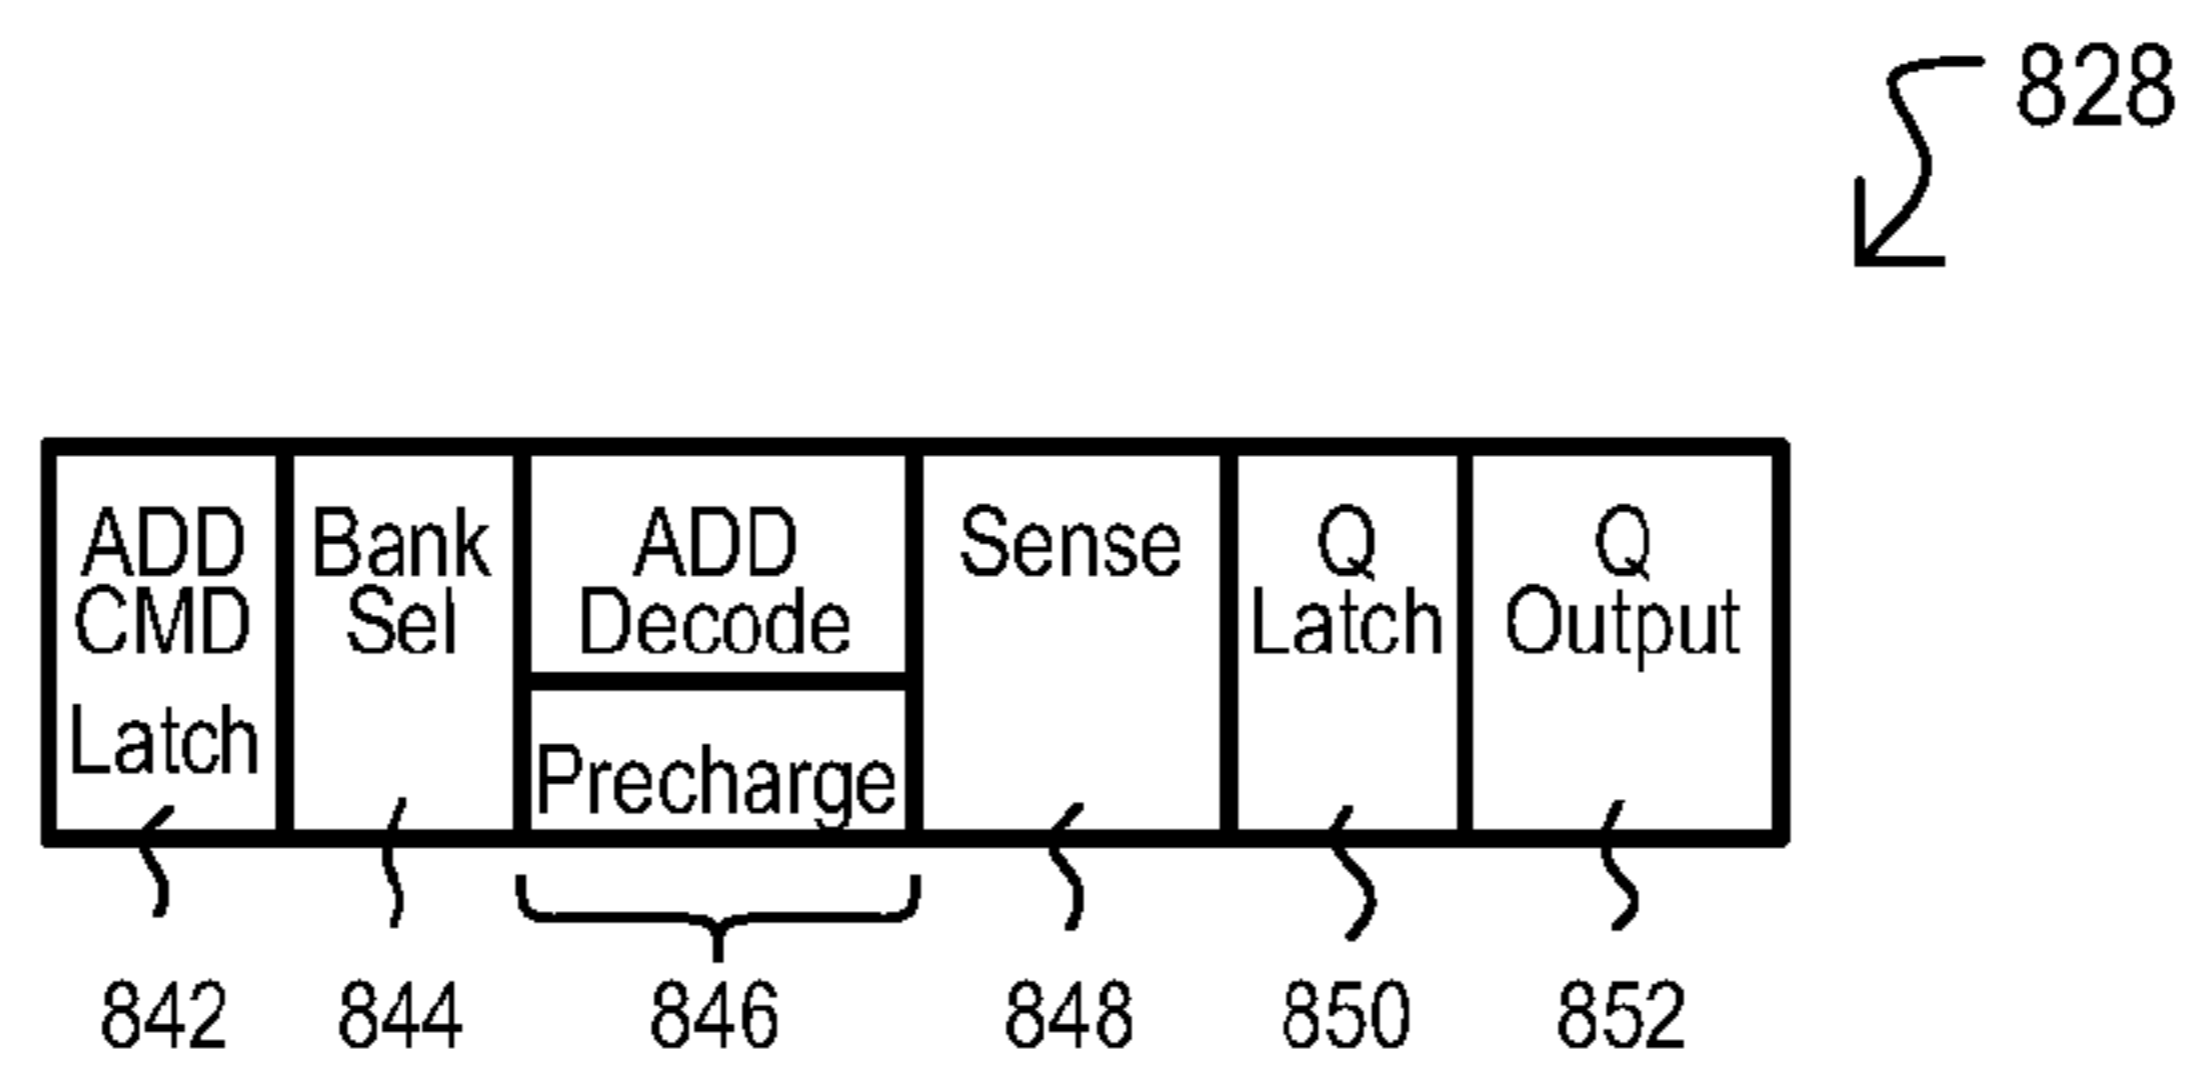 828
ADD
CMD
Latch
Bank
Sel
ADD
Decode
Precharge
Sense
Q
Latch
Q
Output
842
844
846
848
850
852